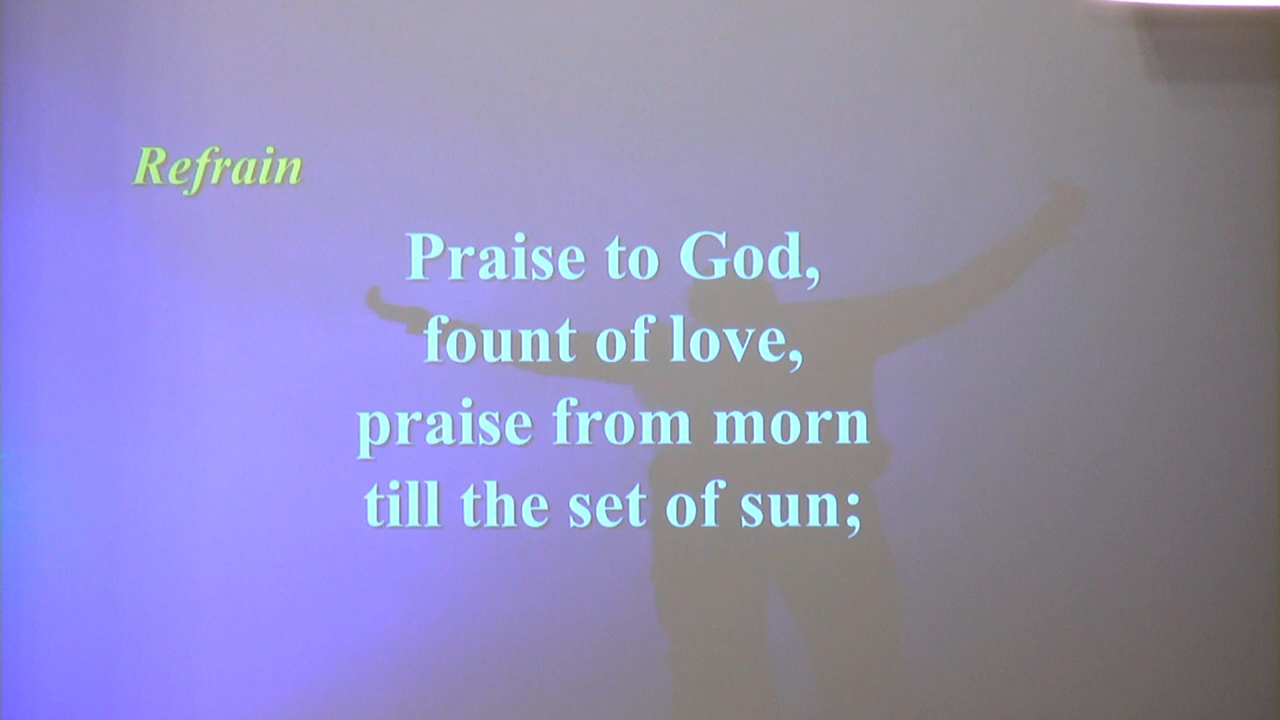 Refrain
Praise to God,
fount of love,
praise from morn
till the set of sun;